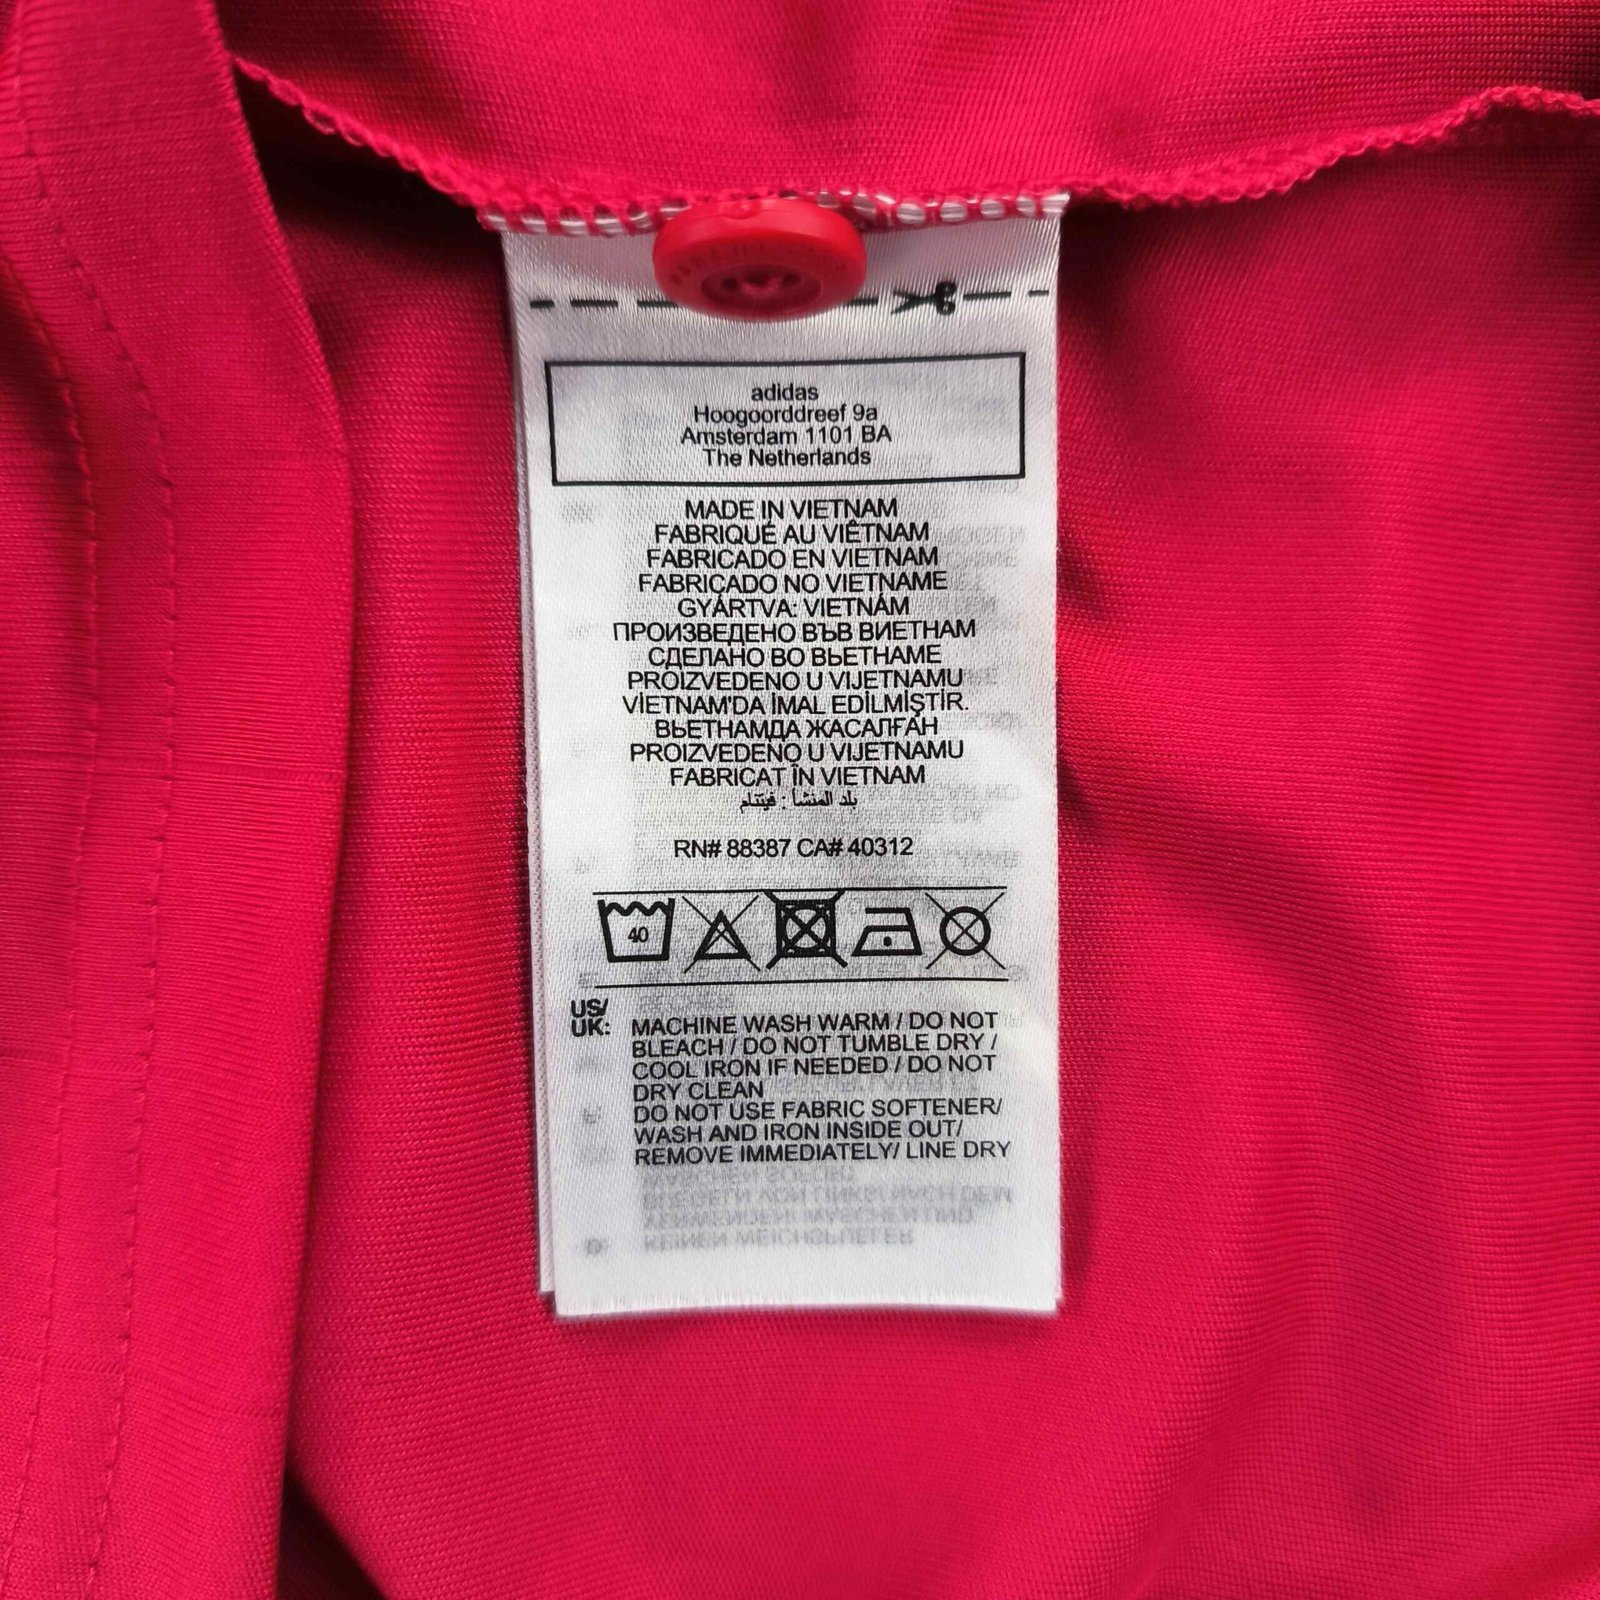 adidas
Hoogoorddreef 9a
Amsterdam 1101 BA
The Netherlands
MADE IN VIETNAM
FABRIQUÉ AU VIÊTNAM
FABRICADO EN VIETNAM
FABRICADO NO VIETNAME
GYÁRTVA: VIETNÁM
ПРОИЗВЕДЕНО ВЪВ ВИЕТНАМ
СДЕЛАНО ВО ВЬЕТНАМЕ
PROIZVEDENO U VIJETNAMU
VİETNAM'DA İMAL EDİLMİŞTİR.
ВЬЕТНАМДА ЖАСАЛҒАН
PROIZVEDENO U VIJETNAMU
FABRICAT ÎN VIETNAM
بلد المنشأ : فيتنام
RN# 88387 CA# 40312
40
US/
UK: MACHINE WASH WARM / DO NOT
BLEACH / DO NOT TUMBLE DRY /
COOL IRON IF NEEDED / DO NOT
DRY CLEAN
DO NOT USE FABRIC SOFTENER/
WASH AND IRON INSIDE OUT/
REMOVE IMMEDIATELY/ LINE DRY